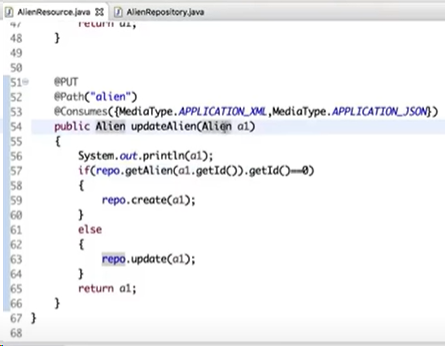 AlienResource.java AlienRepository.java
47 return a1;
48 }
49
50
51 @PUT
52 @Path("alien")
53 @Consumes({MediaType.APPLICATION_XML,MediaType.APPLICATION_JSON})
54 public Alien updateAlien(Alien a1)
55 {
56 System.out.println(a1);
57 if(repo.getAlien(a1.getId()).getId()==0)
58 {
59 repo.create(a1);
60 }
61 else
62 {
63 repo.update(a1);
64 }
65 return a1;
66 }
67 }
68